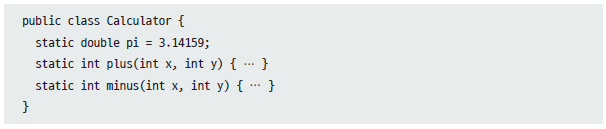 public class Calculator {
static double pi = 3.14159;
static int plus(int x, int y) { ⋯ }
static int minus(int x, int y) { ⋯ }
}